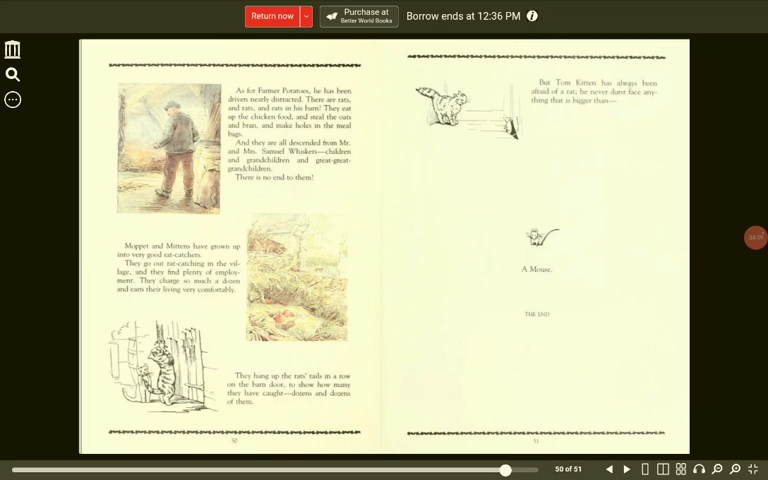 Return now
Purchase at
Better World Books
Borrow ends at 12:36 PM
As for Farmer Potatoes, he has been
driven nearly distracted. There are rats,
and rats, and rats in his barn! They eat
up the chicken food, and steal the oats
and bran, and make holes in the meal
bags.
And they are all descended from Mr.
and Mrs. Samuel Whiskers—children
and grandchildren and great-great-
grandchildren.
There is no end to them!
Moppet and Mittens have grown up
into very good rat-catchers.
They go out rat-catching in the vil-
lage, and they find plenty of employ-
ment. They charge so much a dozen
and earn their living very comfortably.
They hang up the rats' tails in a row
on the barn door, to show how many
they have caught—dozens and dozens
of them.
50
But Tom Kitten has always been
afraid of a rat; he never durst face any-
thing that is bigger than—
A Mouse.
THE END
51
34:09
50 of 51